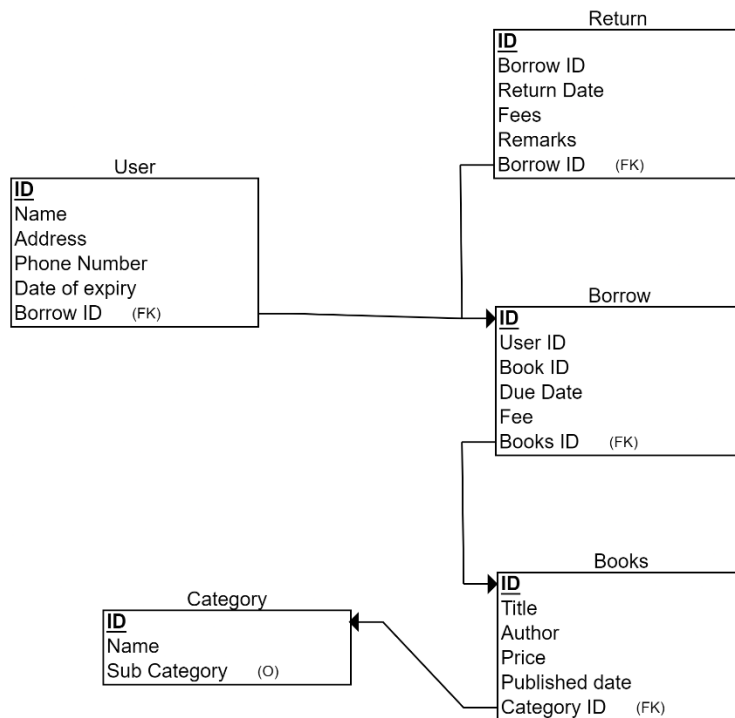 Return
ID
Borrow ID
Return Date
Fees
Remarks
Borrow ID (FK)
User
ID
Name
Address
Phone Number
Date of expiry
Borrow ID (FK)
Borrow
ID
User ID
Book ID
Due Date
Fee
Books ID (FK)
Books
ID
Title
Author
Price
Published date
Category ID (FK)
Category
ID
Name
Sub Category (O)